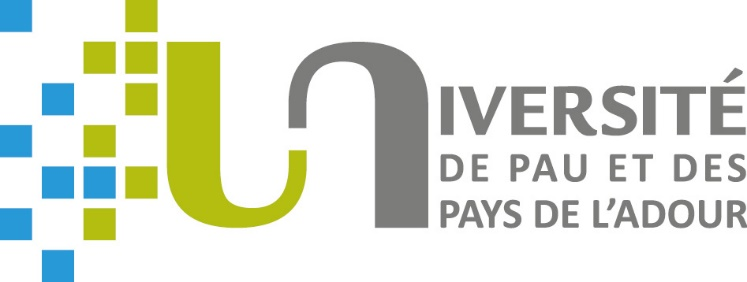 UNIVERSITÉ
DE PAU ET DES
PAYS DE L'ADOUR